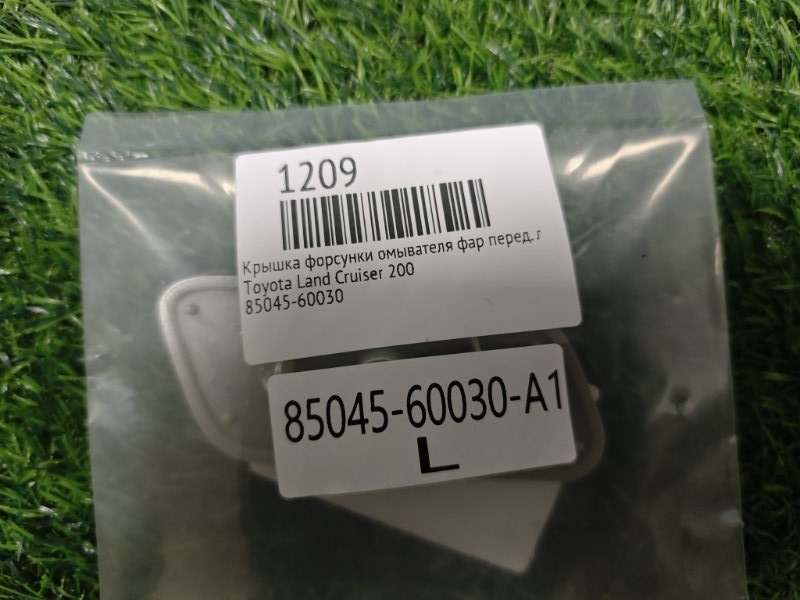 1209
Крышка форсунки омывателя фар перед. л
Toyota Land Cruiser 200
85045-60030
85045-60030-A1
L